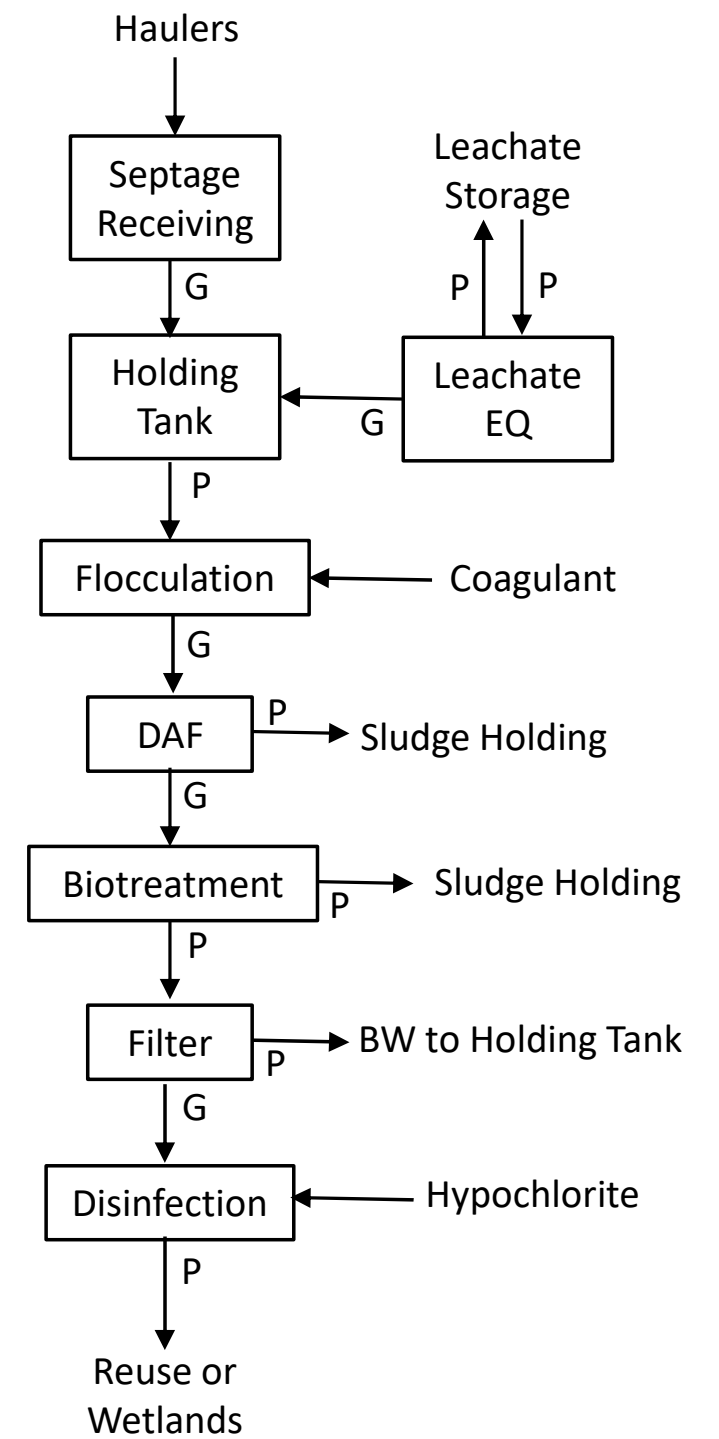 Haulers
Septage
Receiving
Leachate
Storage
G
P
P
Holding
Tank
Leachate
EQ
G
P
Flocculation
Coagulant
G
DAF
P
Sludge Holding
G
Biotreatment
P
Sludge Holding
P
Filter
P
BW to Holding Tank
G
Disinfection
Hypochlorite
P
Reuse or
Wetlands